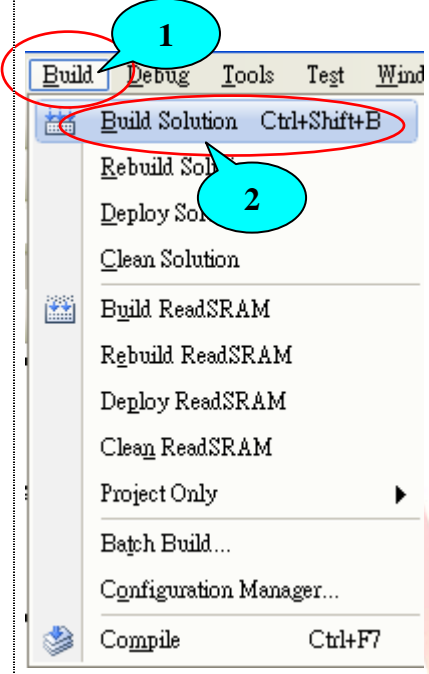 1
Build Debug Tools Test Wind
Build Solution Ctrl+Shift+B
Rebuild Sol
2
Deploy Sol
Clean Solution
Build ReadSRAM
Rebuild ReadSRAM
Deploy ReadSRAM
Clean ReadSRAM
Project Only
Batch Build...
Configuration Manager...
Compile Ctrl+F7